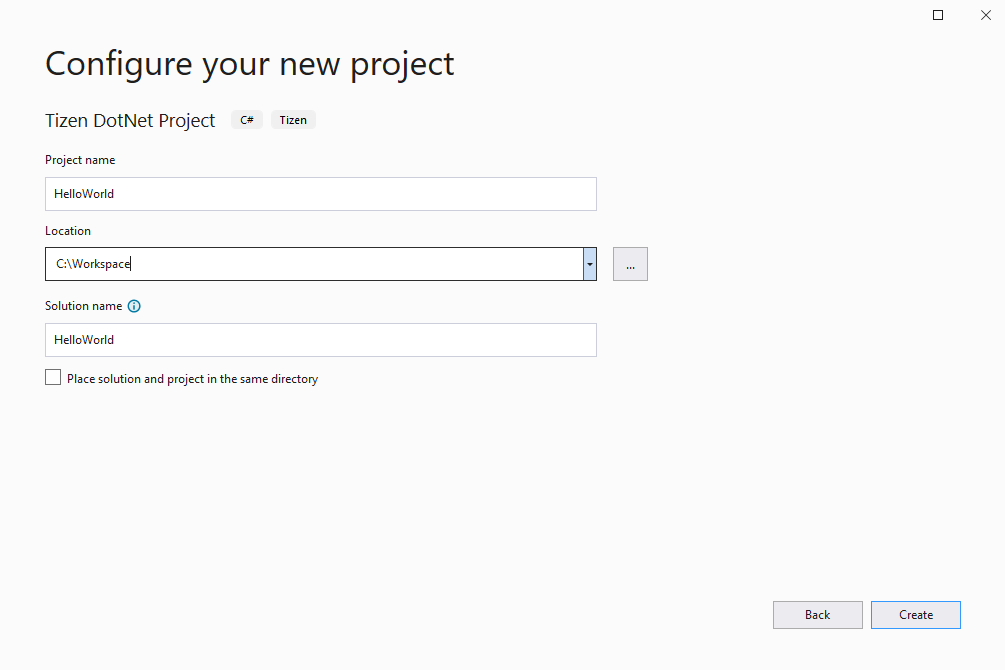 Configure your new project
Tizen DotNet Project C# Tizen
Project name
HelloWorld
Location
C:\Workspace
...
Solution name
HelloWorld
Place solution and project in the same directory
Back Create